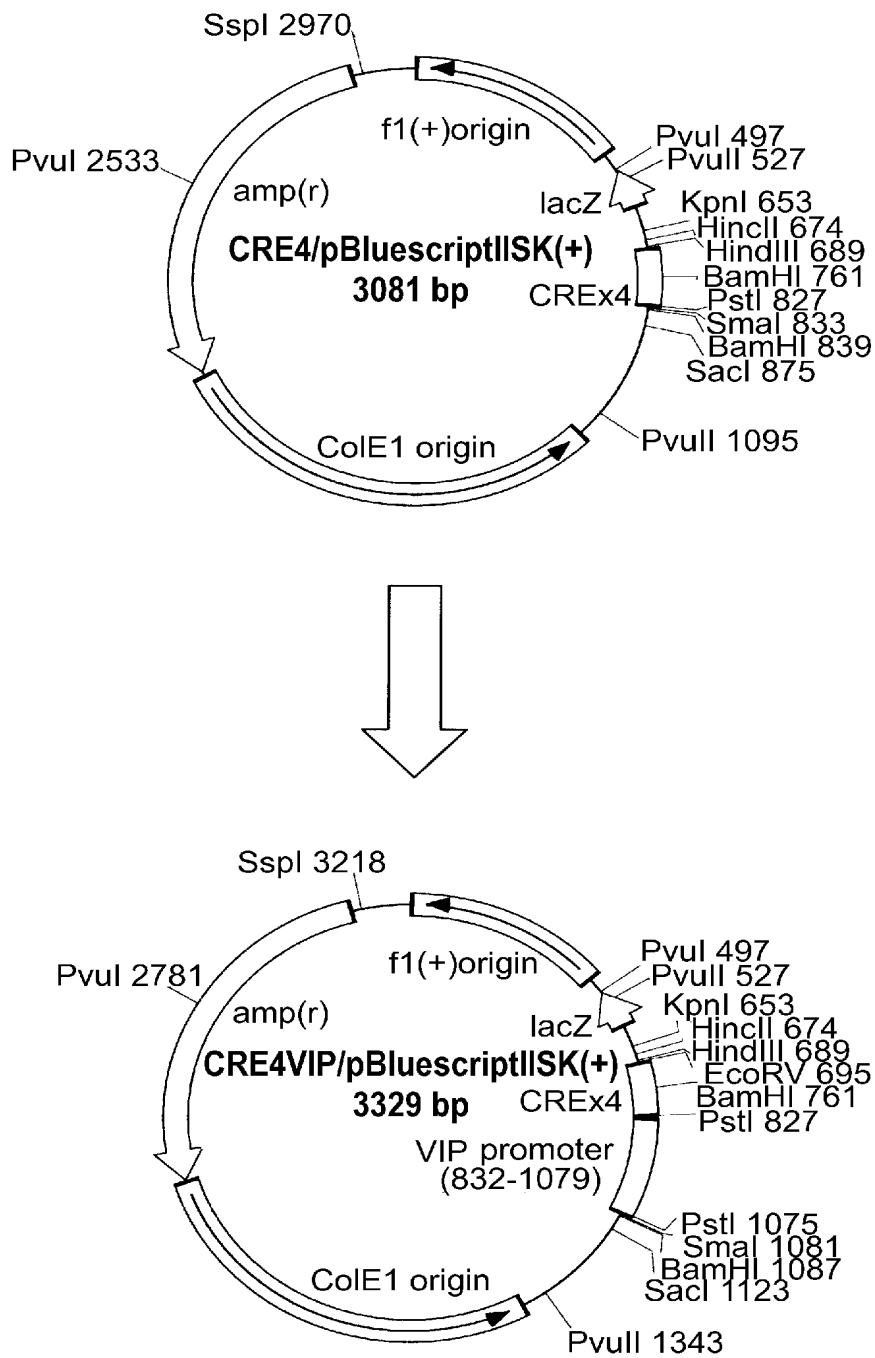 SspI 2970
f1(+)origin
PvuI 497
PvuII 527
PvuI 2533
amp(r)
lacZ
KpnI 653
HincII 674
HindIII 689
CRE4/pBluescriptIISK(+)
3081 bp
BamHI 761
CREx4
PstI 827
SmaI 833
BamHI 839
SacI 875
ColE1 origin
PvuII 1095
SspI 3218
f1(+)origin
PvuI 497
PvuII 527
PvuI 2781
amp(r)
lacZ
KpnI 653
HincII 674
HindIII 689
CRE4VIP/pBluescriptIISK(+)
3329 bp
EcoRV 695
BamHI 761
CREx4
PstI 827
VIP promoter
(832-1079)
PstI 1075
SmaI 1081
BamHI 1087
SacI 1123
ColE1 origin
PvuII 1343